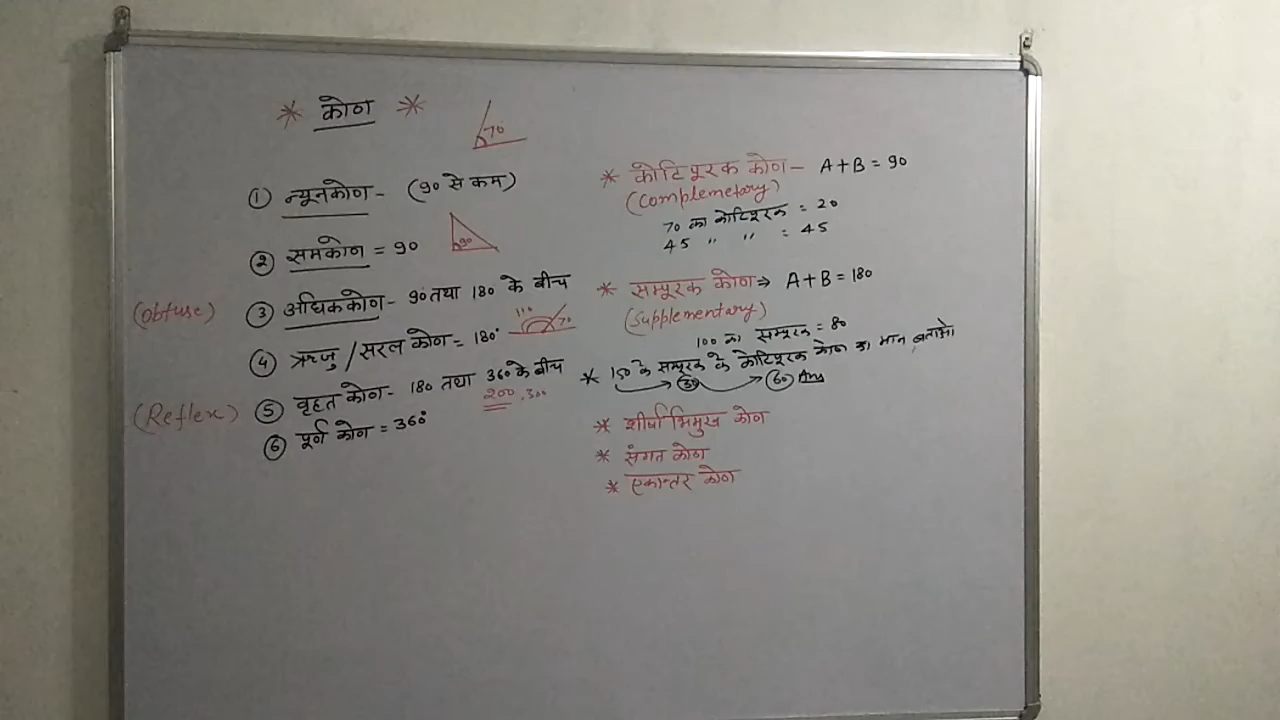 * कोण *
70°
① न्यूनकोण - (90 से कम)
② समकोण = 90
90
(obtuse) ③ अधिककोण - 90° तथा 180 के बीच
④ ऋजु / सरल कोण = 180°
110 70
(Reflex) ⑤ वृहत कोण - 180 तथा 360 के बीच
200, 300
⑥ पूर्ण कोण = 360°
* कोटिपूरक कोण - A+B = 90
(Complemetary)
70 का कोटिपूरक = 20
45 " " = 45
* सम्पूरक कोण ⇒ A+B = 180
(Supplementary)
100 का सम्पूरक = 80
* 150 के सम्पूरक के कोटिपूरक कोण का मान बताओ
→ 30 → 60 Ans
* शीर्षाभिमुख कोण
* संगत कोण
* एकान्तर कोण